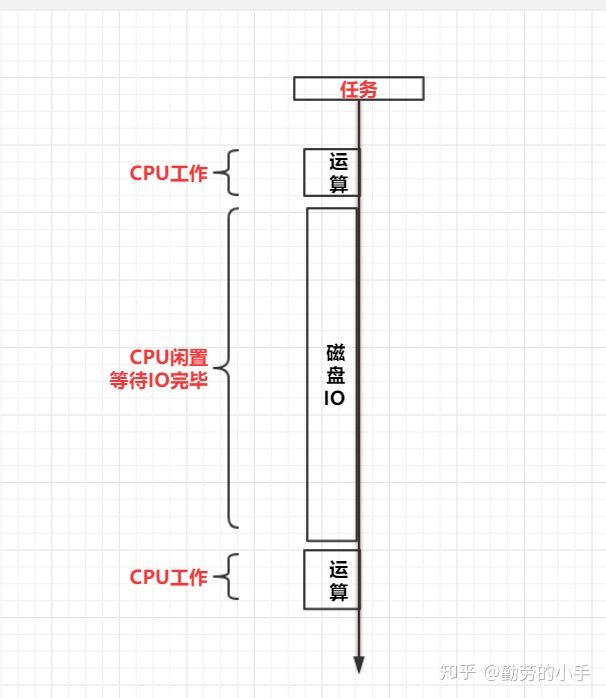 任务
CPU工作
运
算
CPU闲置
等待IO完毕
磁
盘
IO
CPU工作
运
算
知乎 @勤劳的小手